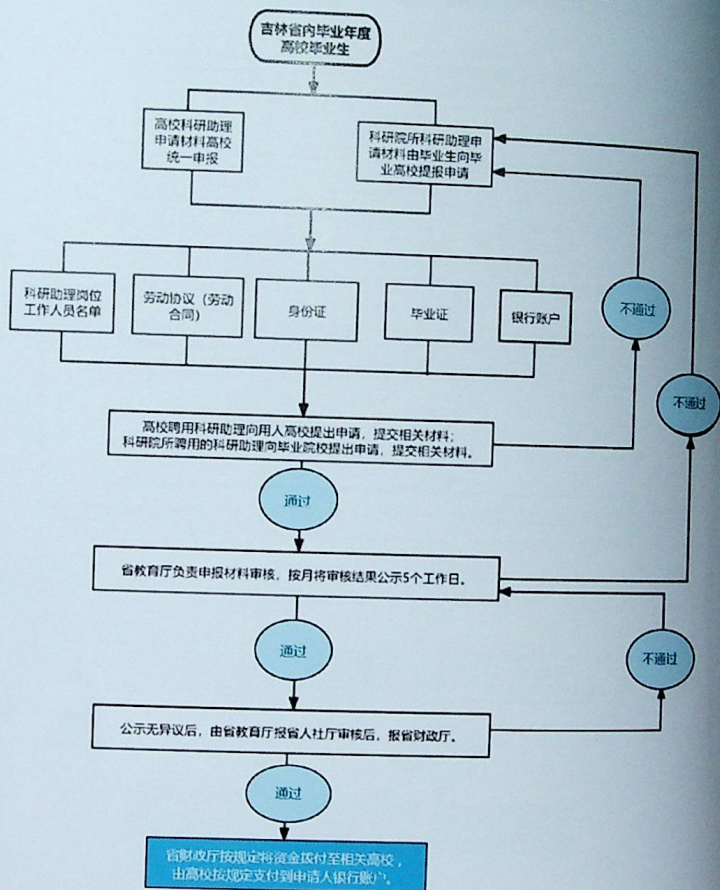 吉林省内毕业年度
高校毕业生
高校科研助理
申请材料高校
统一申报
科研院所科研助理申
请材料由毕业生向毕
业高校提报申请
科研助理岗位
工作人员名单
劳动协议（劳动
合同）
身份证
毕业证
银行账户
不通过
不通过
高校聘用科研助理向用人高校提出申请，提交相关材料；
科研院所聘用的科研助理向毕业院校提出申请，提交相关材料。
通过
省教育厅负责申报材料审核，按月将审核结果公示5个工作日。
通过
不通过
公示无异议后，由省教育厅报省人社厅审核后，报省财政厅。
通过
省财政厅按规定将资金拨付至相关高校，
由高校按规定支付到申请人银行账户。